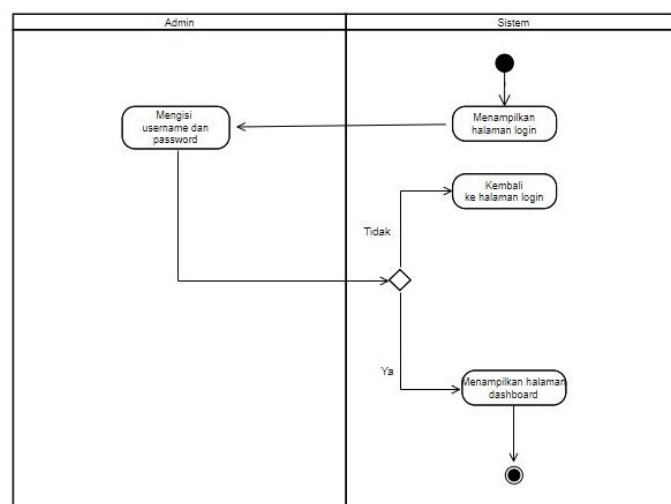 Admin
Sistem
Menampilkan
halaman login
Mengisi
username dan
password
Kembali
ke halaman login
Tidak
Ya
Menampilkan halaman
dashboard